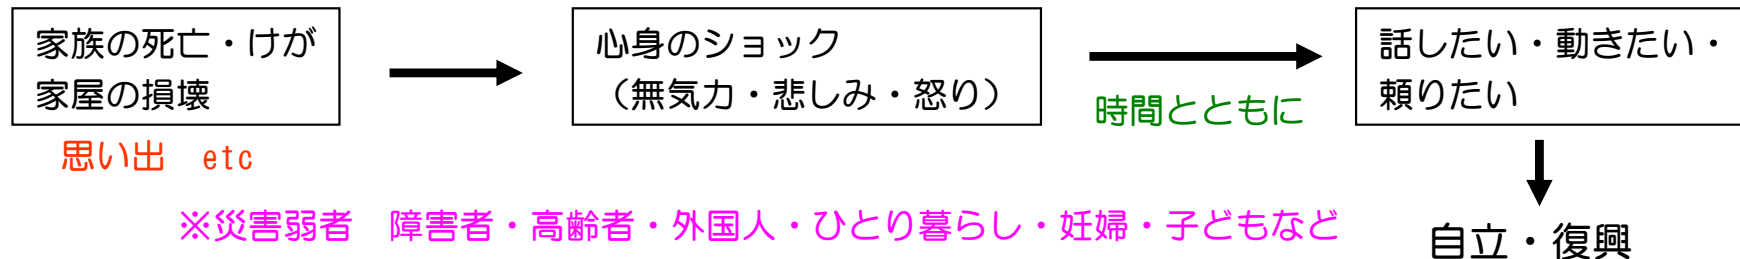 家族の死亡・けが
家屋の損壊
思い出　etc
心身のショック
（無気力・悲しみ・怒り）
時間とともに
話したい・動きたい・
頼りたい
※災害弱者　障害者・高齢者・外国人・ひとり暮らし・妊婦・子どもなど
自立・復興